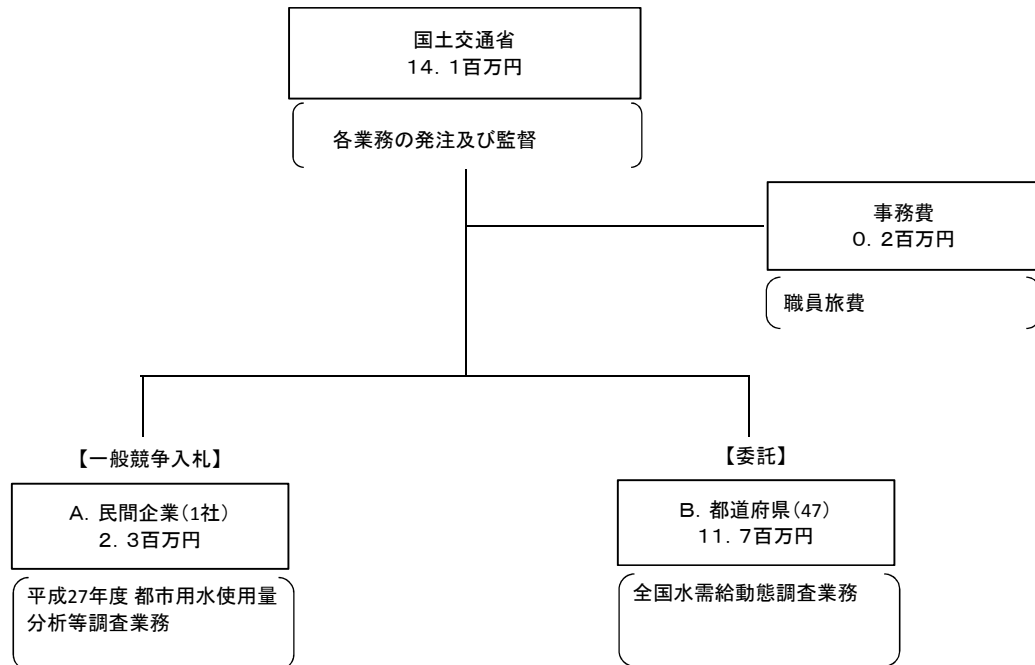 国土交通省
14．1百万円
各業務の発注及び監督
事務費
0．2百万円
職員旅費
【一般競争入札】
A．民間企業(1社)
2．3百万円
平成27年度 都市用水使用量
分析等調査業務
【委託】
B．都道府県(47)
11．7百万円
全国水需給動態調査業務